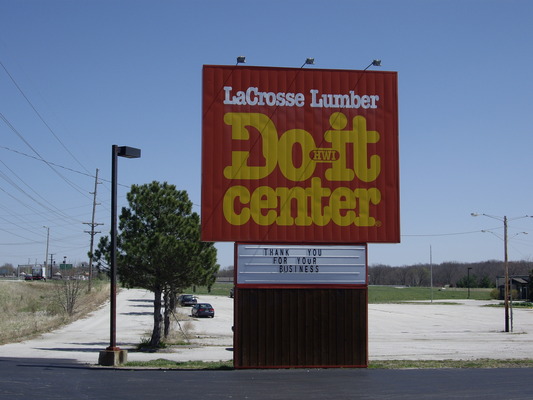 LaCrosse Lumber
Do-it
HWI
center
THANK YOU
FOR YOUR
BUSINESS